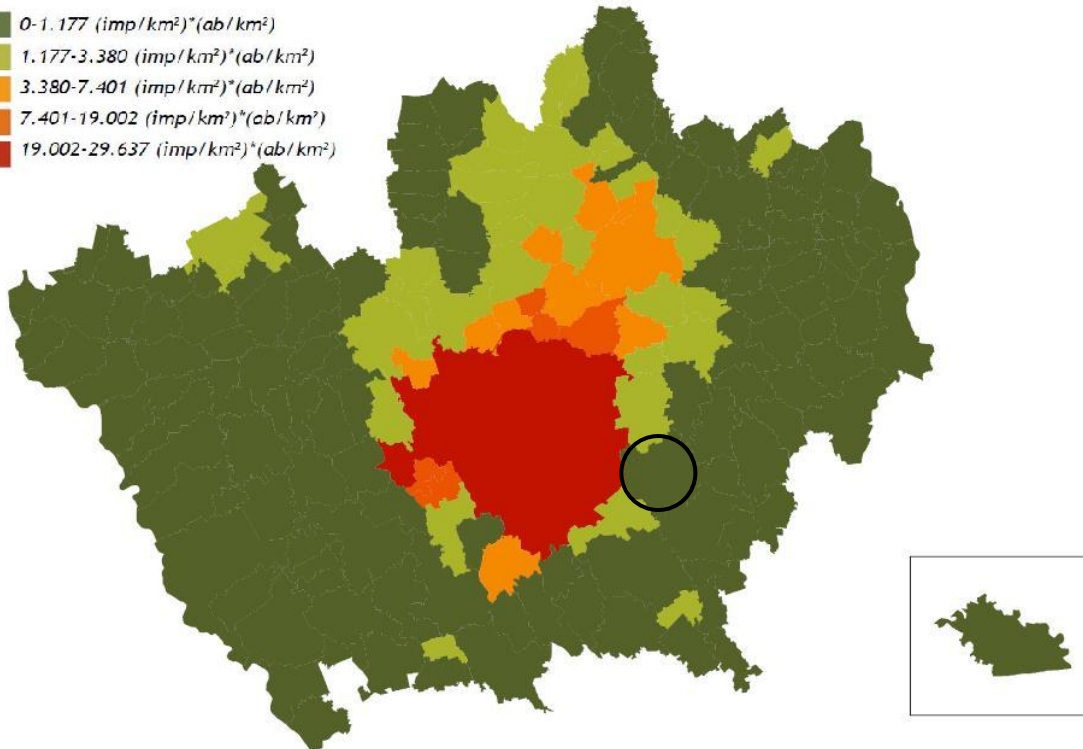 0-1.177 (imp/km²)*(ab/km²)
1.177-3.380 (imp/km²)*(ab/km²)
3.380-7.401 (imp/km²)*(ab/km²)
7.401-19.002 (imp/km²)*(ab/km²)
19.002-29.637 (imp/km²)*(ab/km²)